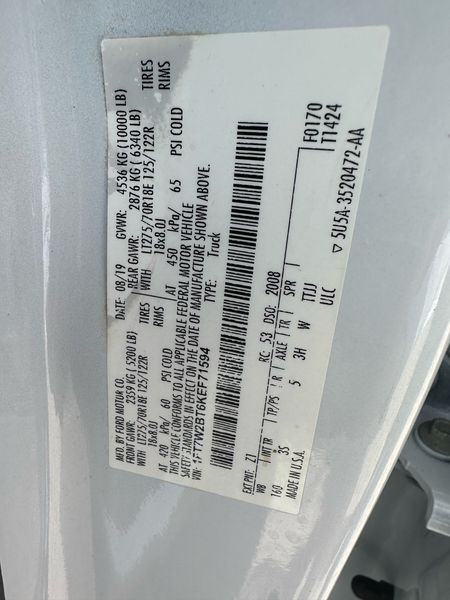 MFD. BY FORD MOTOR CO.
DATE: 08/19 GVWR: 4536 KG (10000 LB)
FRONT GAWR: 2359 KG ( 5200 LB) REAR GAWR: 2876 KG ( 6340 LB)
LT275/70R18E 125/122R TIRES WITH LT275/70R18E 125/122R TIRES
18x8.0J RIMS 18x8.0J RIMS
AT 420 kPa/ 60 PSI COLD AT 450 kPa/ 65 PSI COLD
THIS VEHICLE CONFORMS TO ALL APPLICABLE FEDERAL MOTOR VEHICLE
SAFETY STANDARDS IN EFFECT ON THE DATE OF MANUFACTURE SHOWN ABOVE.
VIN: 1FT7W2BT6KEF71594 TYPE: Truck
F0170
T1424
EXT PNT: Z1 RC: 53 DSO: 2008
WB INT TR TP/PS R AXLE TR SPR
160 3S 5 3H W TTJJ
ULC
MADE IN U.S.A. ▽ 5U5A-3520472-AA